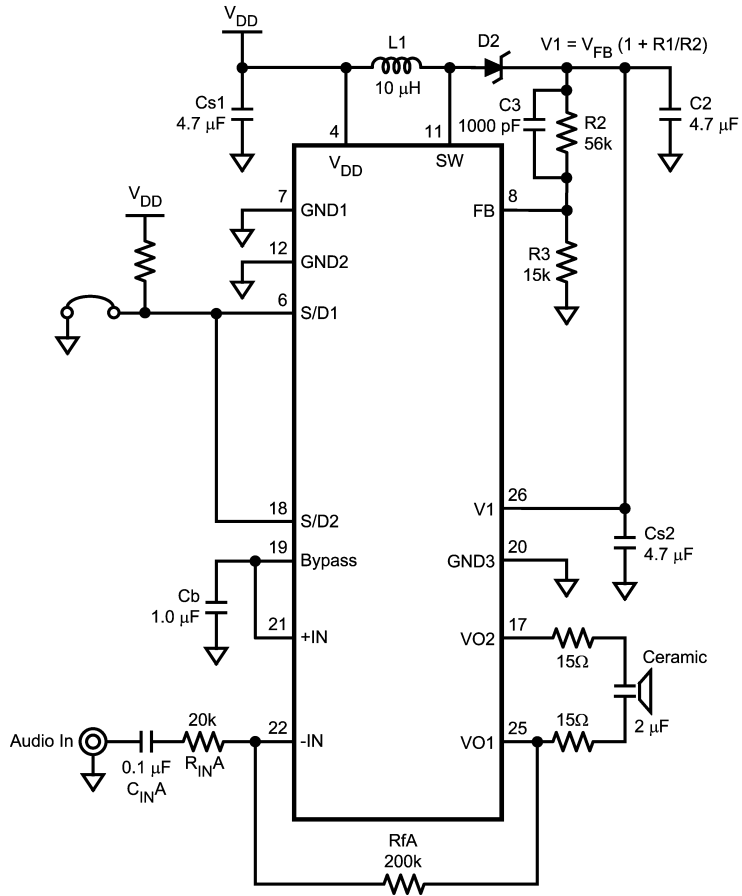 VDD
L1
10 μH
D2
V1 = VFB (1 + R1/R2)
Cs1
4.7 μF
C3
1000 pF
R2
56k
C2
4.7 μF
4
11
VDD
SW
VDD
7
GND1
8
FB
12
GND2
R3
15k
6
S/D1
18
S/D2
26
V1
Cs2
4.7 μF
19
Bypass
20
GND3
Cb
1.0 μF
21
+IN
17
VO2
15Ω
Ceramic
2 μF
Audio In
0.1 μF
CINA
20k
RINA
22
-IN
25
VO1
15Ω
RfA
200k